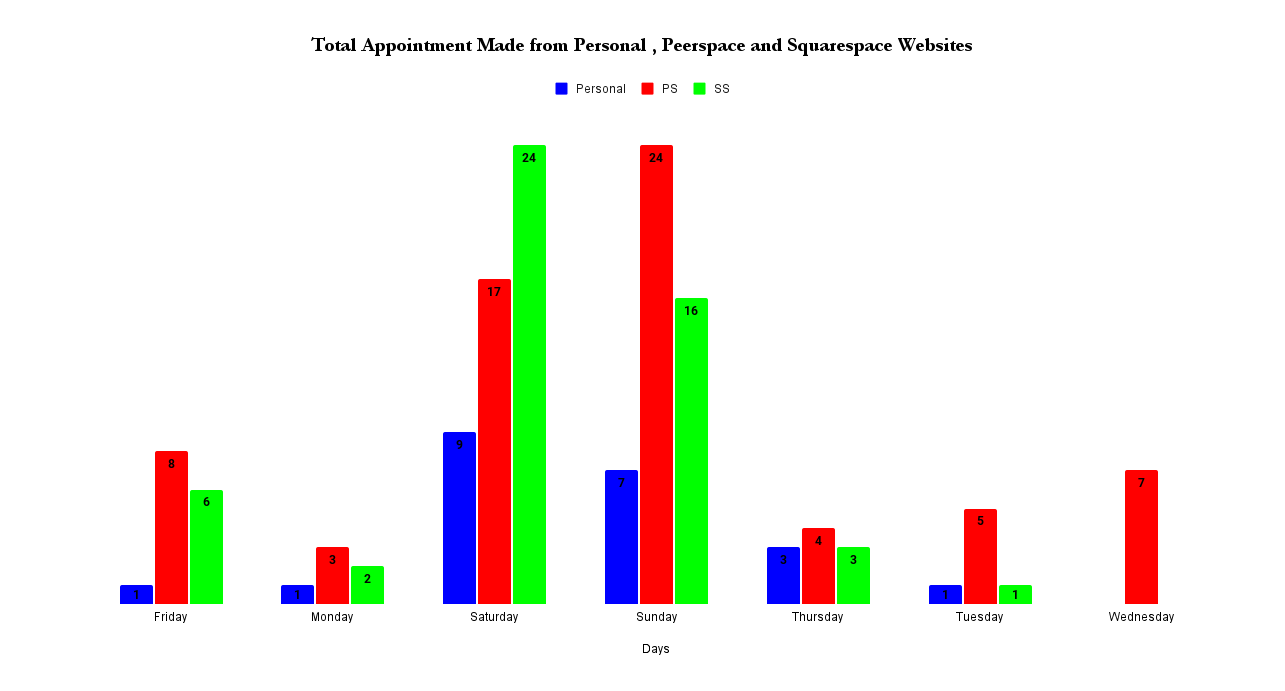 Total Appointment Made from Personal , Peerspace and Squarespace Websites
Personal PS SS
24 24
17
16
9
8
7 7
6
5
4
3 3 3
2
1 1 1 1
Friday Monday Saturday Sunday Thursday Tuesday Wednesday
Days